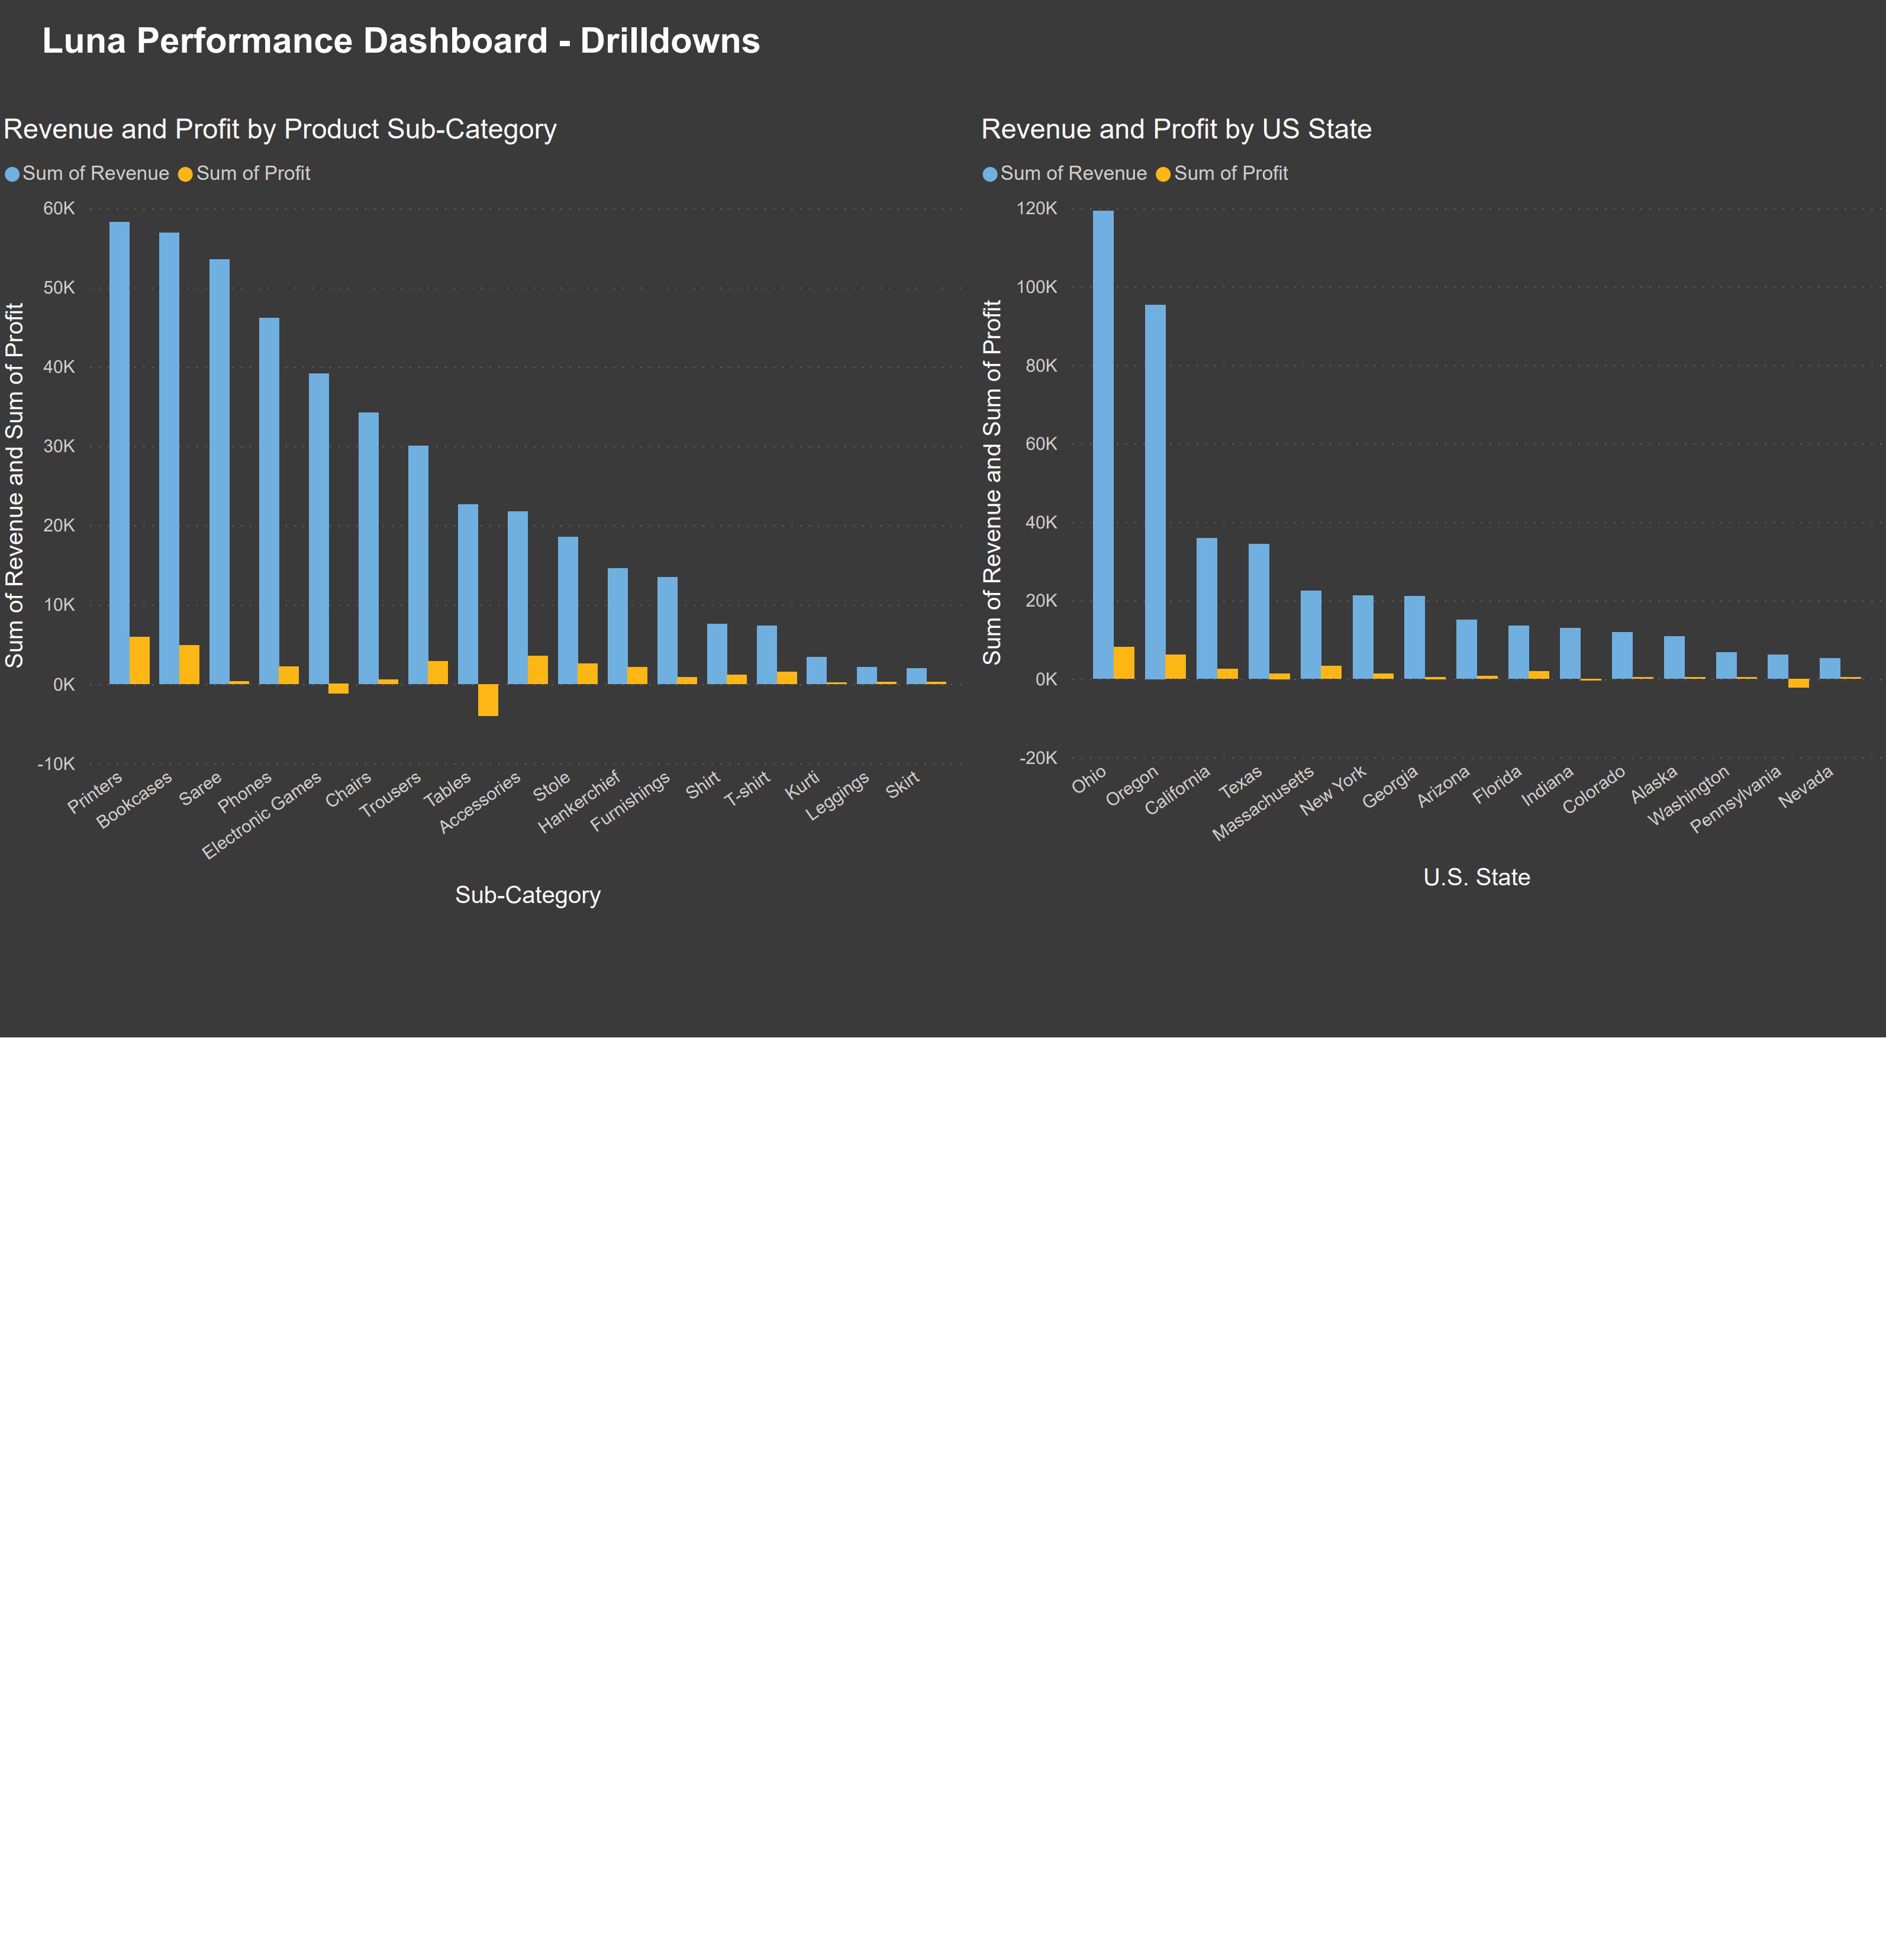 Luna Performance Dashboard - Drilldowns
Revenue and Profit by Product Sub-Category
Sum of Revenue Sum of Profit
Sum of Revenue and Sum of Profit
60K
50K
40K
30K
20K
10K
0K
-10K
Printers
Bookcases
Saree
Phones
Electronic Games
Chairs
Trousers
Tables
Accessories
Stole
Hankerchief
Furnishings
Shirt
T-shirt
Kurti
Leggings
Skirt
Sub-Category
Revenue and Profit by US State
Sum of Revenue Sum of Profit
Sum of Revenue and Sum of Profit
120K
100K
80K
60K
40K
20K
0K
-20K
Ohio
Oregon
California
Texas
Massachusetts
New York
Georgia
Arizona
Florida
Indiana
Colorado
Alaska
Washington
Pennsylvania
Nevada
U.S. State